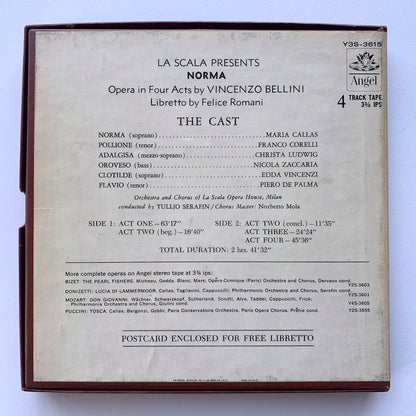 LA SCALA PRESENTS
NORMA
Opera in Four Acts by VINCENZO BELLINI
Libretto by Felice Romani
Y3S-3615
Angel
4 TRACK TAPE
3¾ IPS
THE CAST
NORMA (soprano)........................MARIA CALLAS
POLLIONE (tenor).......................FRANCO CORELLI
ADALGISA (mezzo-soprano)...............CHRISTA LUDWIG
OROVESO (bass).........................NICOLA ZACCARIA
CLOTILDE (soprano).....................EDDA VINCENZI
FLAVIO (tenor).........................PIERO DE PALMA
Orchestra and Chorus of La Scala Opera House, Milan
conducted by TULLIO SERAFIN / Chorus Master: Norberto Mola
SIDE 1: ACT ONE—63'17" SIDE 2: ACT TWO (concl.)—11'35"
ACT TWO (beg.)—16'40" ACT THREE—24'24"
ACT FOUR—45'36"
TOTAL DURATION: 2 hrs. 41'32"
More complete operas on Angel stereo tape at 3¾ ips:
BIZET: THE PEARL FISHERS, Micheau, Gedda, Blanc, Mars; Opéra-Comique (Paris) Orchestra and Chorus, Dervaux cond.
Y2S-3603
DONIZETTI: LUCIA DI LAMMERMOOR, Callas, Tagliavini, Cappuccilli; Philharmonia Orchestra and Chorus, Serafin cond.
Y2S-3601
MOZART: DON GIOVANNI, Wächter, Schwarzkopf, Sutherland, Sciutti, Alva, Taddei, Cappuccilli, Frick;
Philharmonia Orchestra and Chorus, Giulini cond. Y4S-3605
PUCCINI: TOSCA, Callas, Bergonzi, Gobbi; Paris Conservatoire Orchestra, Paris Opera Chorus, Prêtre cond. Y2S-3655
POSTCARD ENCLOSED FOR FREE LIBRETTO